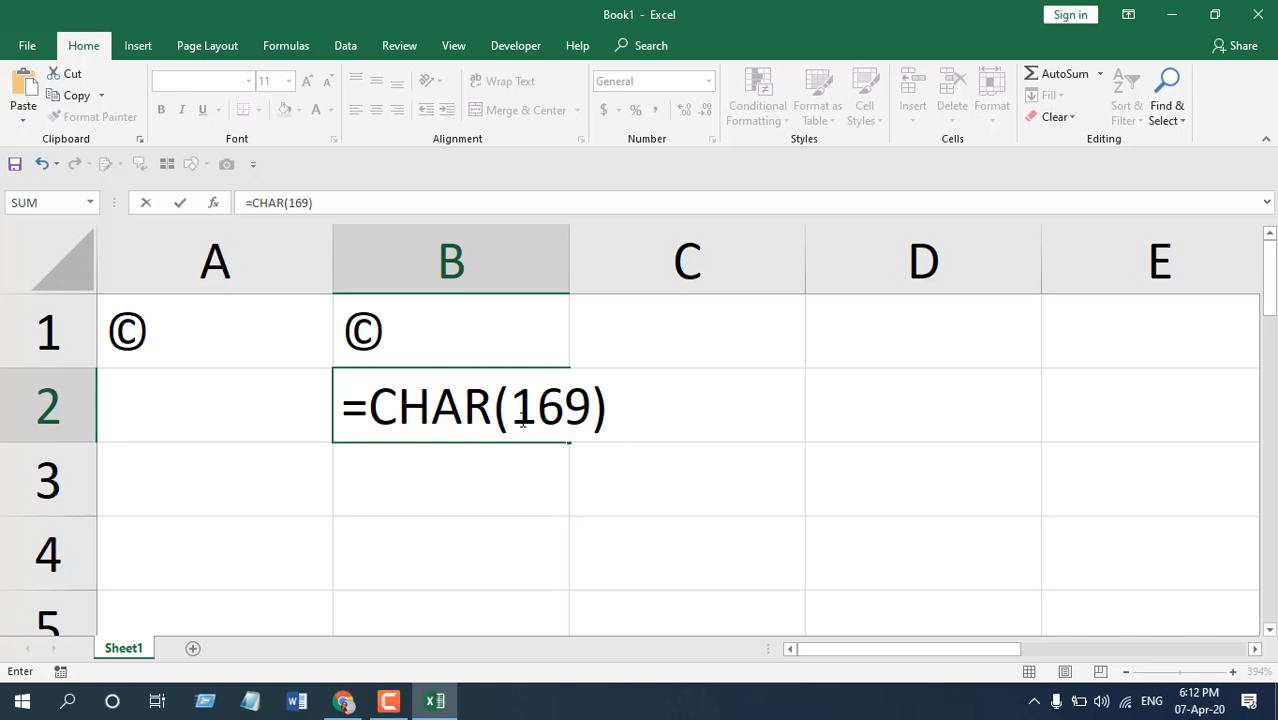 Book1 - Excel
Sign in
File Home Insert Page Layout Formulas Data Review View Developer Help Search Share
Paste
Cut
Copy
Format Painter
Clipboard
11
B I U A
Font
ab Wrap Text
Merge & Center
Alignment
General
$ % ,
Number
Conditional Formatting
Format as Table
Cell Styles
Styles
Insert Delete Format
Cells
AutoSum
Fill
Clear
Sort & Filter
Find & Select
Editing
SUM fx =CHAR(169)
A B C D E
1 © ©
2 =CHAR(169)
3
4
5
Sheet1
Enter 394%
ENG
6:12 PM
07-Apr-20